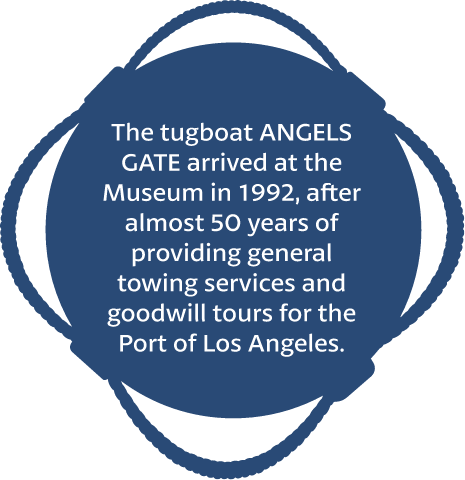 The tugboat ANGELS
GATE arrived at the
Museum in 1992, after
almost 50 years of
providing general
towing services and
goodwill tours for the
Port of Los Angeles.